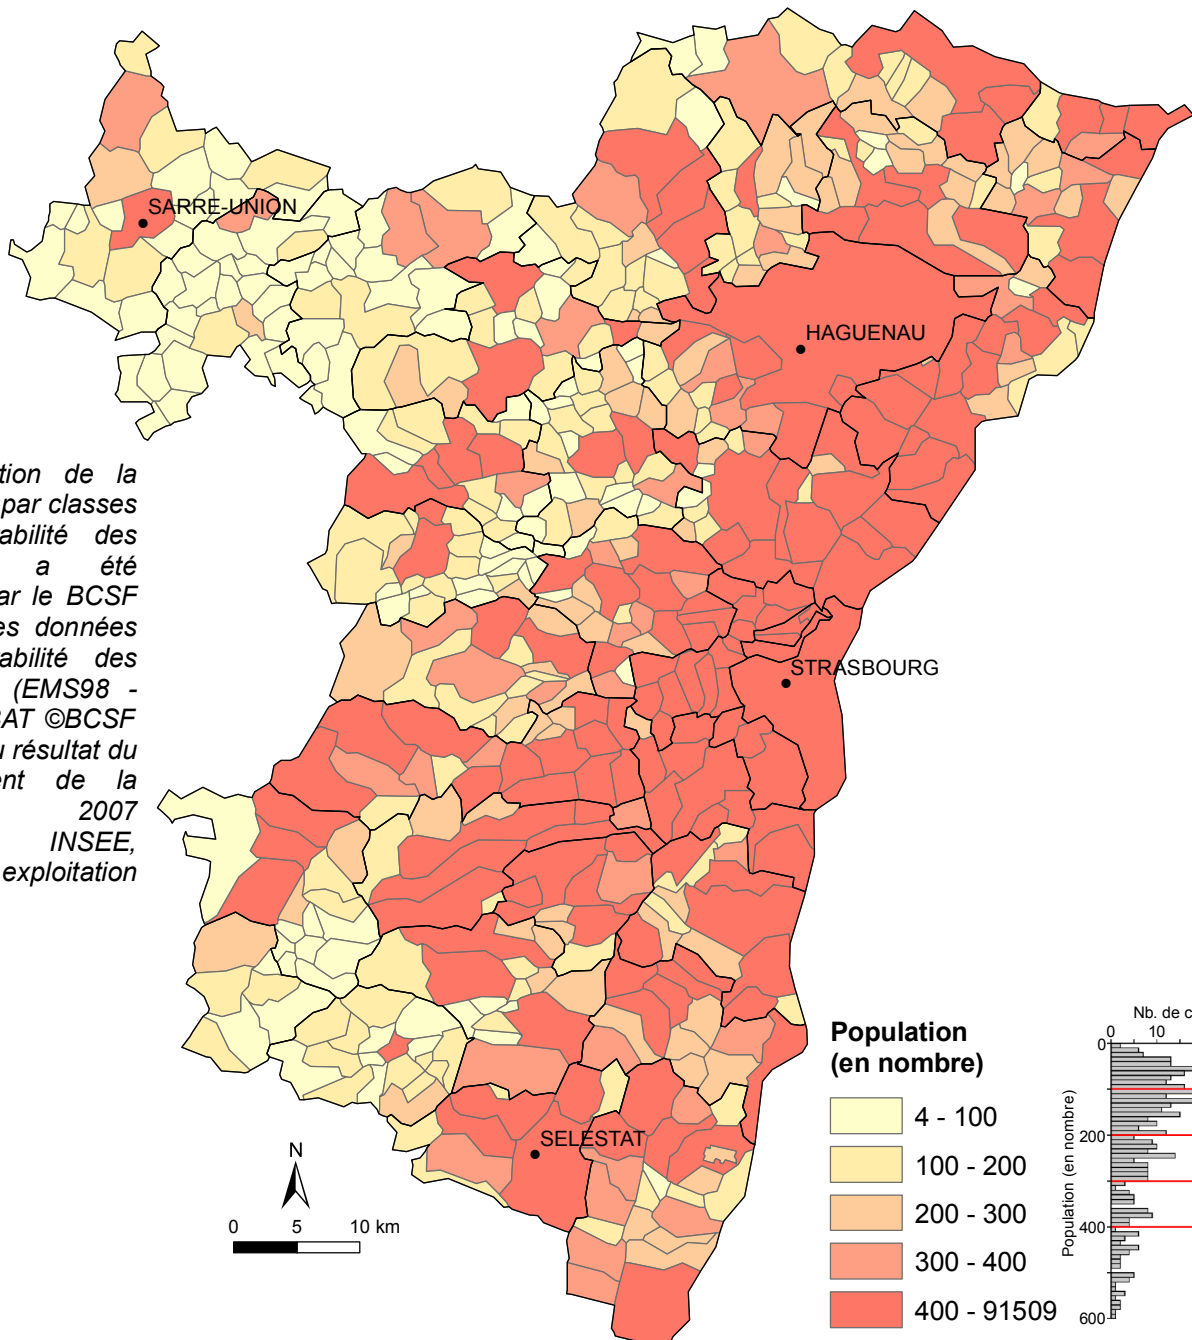 SARRE-UNION
HAGUENAU
tion de la
par classes
abilité des
a été
ar le BCSF
es données
abilité des
(EMS98 -
BAT ©BCSF
u résultat du
ent de la
2007
INSEE,
exploitation
STRASBOURG
SELESTAT
N
0 5 10 km
Population
(en nombre)
4 - 100
100 - 200
200 - 300
300 - 400
400 - 91509
Nb. de c
0 10
Population (en nombre)
0
200
400
600